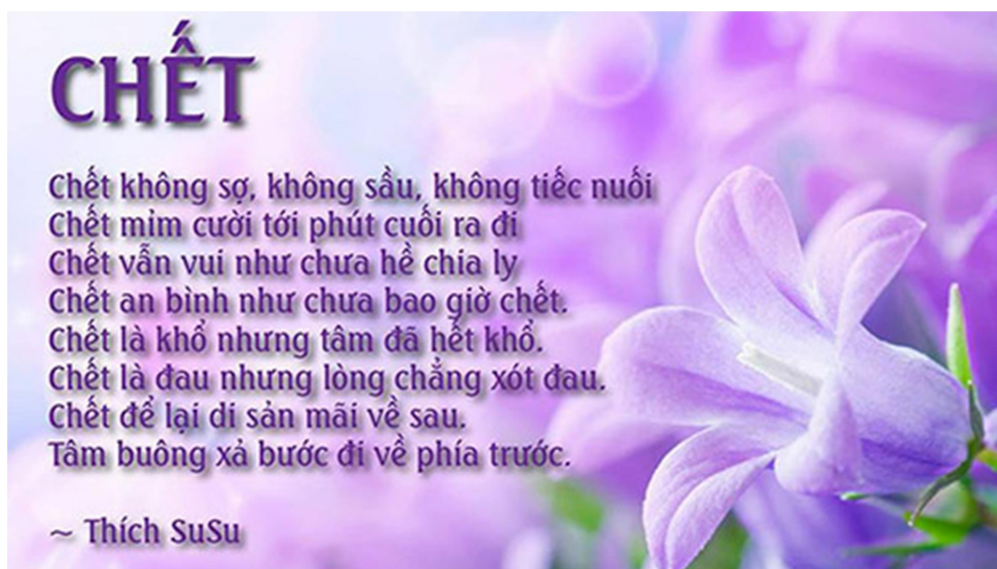 CHẾT
Chết không sợ, không sầu, không tiếc nuối
Chết mỉm cười tới phút cuối ra đi
Chết vẫn vui như chưa hề chia ly
Chết an bình như chưa bao giờ chết.
Chết là khổ nhưng tâm đã hết khổ.
Chết là đau nhưng lòng chẳng xót đau.
Chết để lại di sản mãi về sau.
Tâm buông xả bước đi về phía trước.
~ Thích SuSu